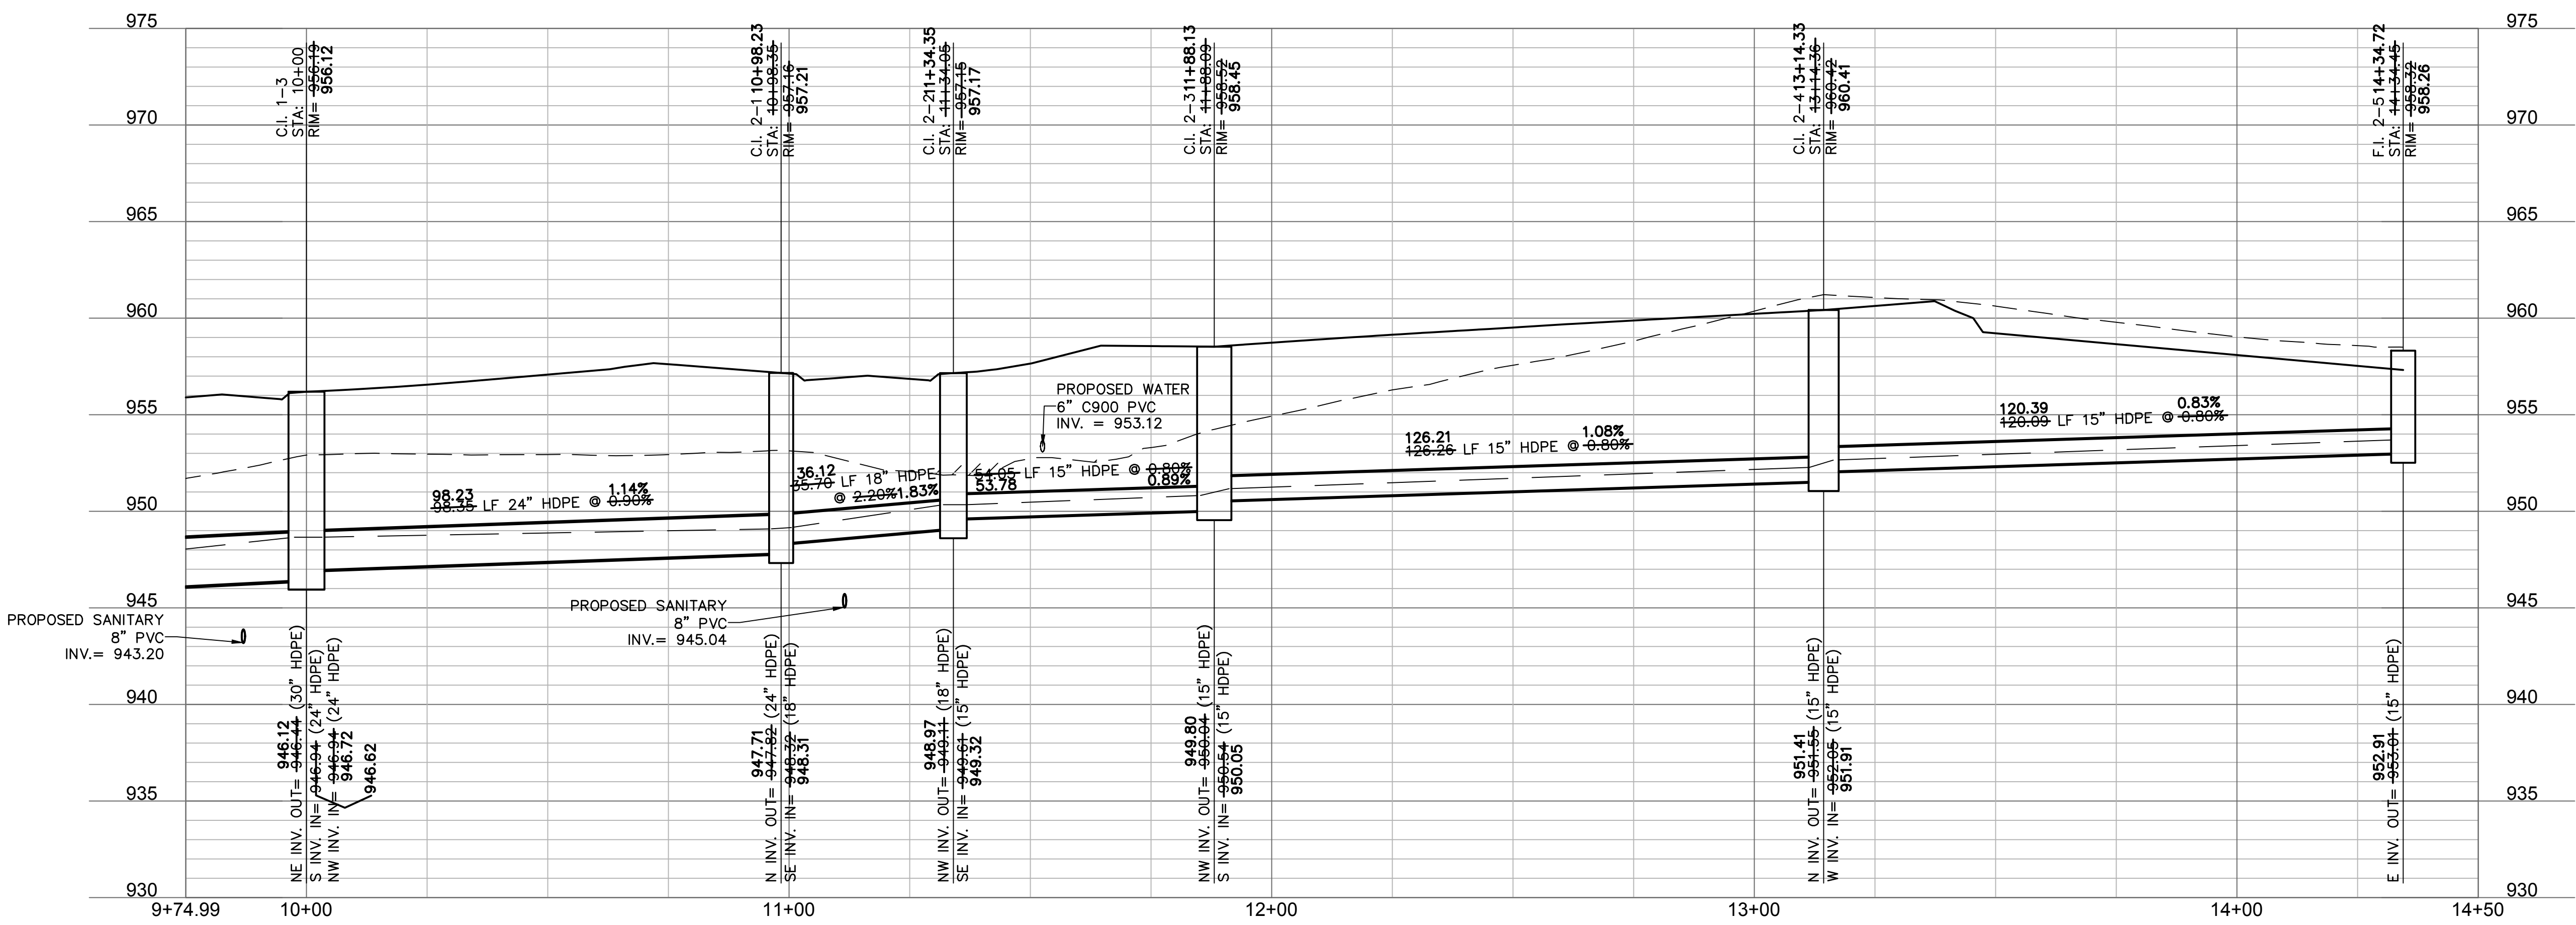 975
970
965
960
955
950
945
940
935
930
C.I. 1-3
STA: 10+00
RIM= 956.19
956.12
C.I. 2-1 10+98.23
STA: 10+98.35
RIM= 957.16
957.21
C.I. 2-2 11+34.35
STA: 11+34.05
RIM= 957.15
957.17
C.I. 2-3 11+88.13
STA: 11+88.09
RIM= 958.52
958.45
C.I. 2-4 13+14.33
STA: 13+14.36
RIM= 960.42
960.41
F.I. 2-5 14+34.72
STA: 14+34.45
RIM= 958.32
958.26
975
970
965
960
955
950
945
940
935
930
PROPOSED WATER
6" C900 PVC
INV. = 953.12
98.23 1.14%
98.35 LF 24" HDPE @ 0.90%
36.12
35.70 LF 18" HDPE
@ 2.20% 1.83%
54.05 LF 15" HDPE @ 0.80%
53.78 0.89%
126.21 1.08%
126.26 LF 15" HDPE @ 0.80%
120.39 0.83%
120.09 LF 15" HDPE @ 0.80%
PROPOSED SANITARY
8" PVC
INV.= 943.20
PROPOSED SANITARY
8" PVC
INV.= 945.04
946.12
NE INV. OUT= 946.44 (30" HDPE)
S INV. IN= 946.94 (24" HDPE)
NW INV. IN= 946.94 (24" HDPE)
946.72
946.62
947.71
N INV. OUT= 947.82 (24" HDPE)
SE INV. IN= 948.32 (18" HDPE)
948.31
948.97
NW INV. OUT= 949.11 (18" HDPE)
SE INV. IN= 949.61 (15" HDPE)
949.32
949.80
NW INV. OUT= 950.04 (15" HDPE)
S INV. IN= 950.54 (15" HDPE)
950.05
951.41
N INV. OUT= 951.55 (15" HDPE)
W INV. IN= 952.05 (15" HDPE)
951.91
952.91
E INV. OUT= 953.01 (15" HDPE)
9+74.99 10+00 11+00 12+00 13+00 14+00 14+50